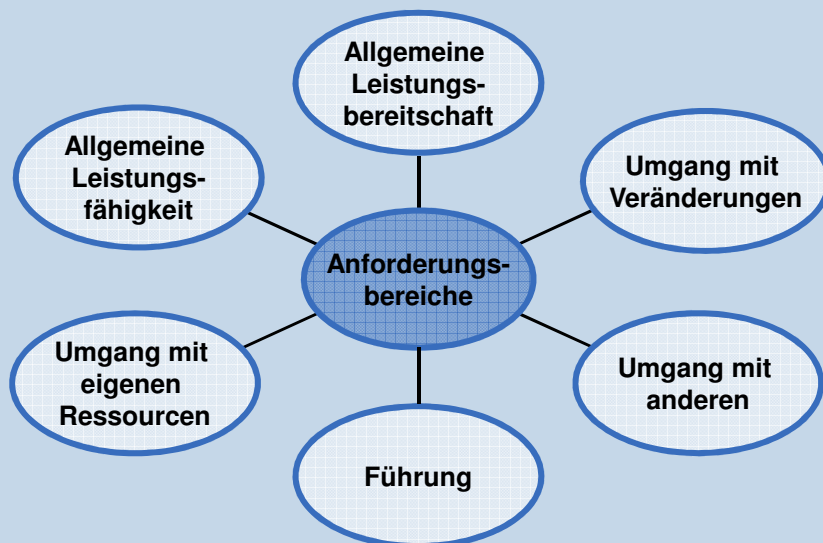 Allgemeine
Leistungs-
bereitschaft
Allgemeine
Leistungs-
fähigkeit
Umgang mit
Veränderungen
Anforderungs-
bereiche
Umgang mit
eigenen
Ressourcen
Umgang mit
anderen
Führung